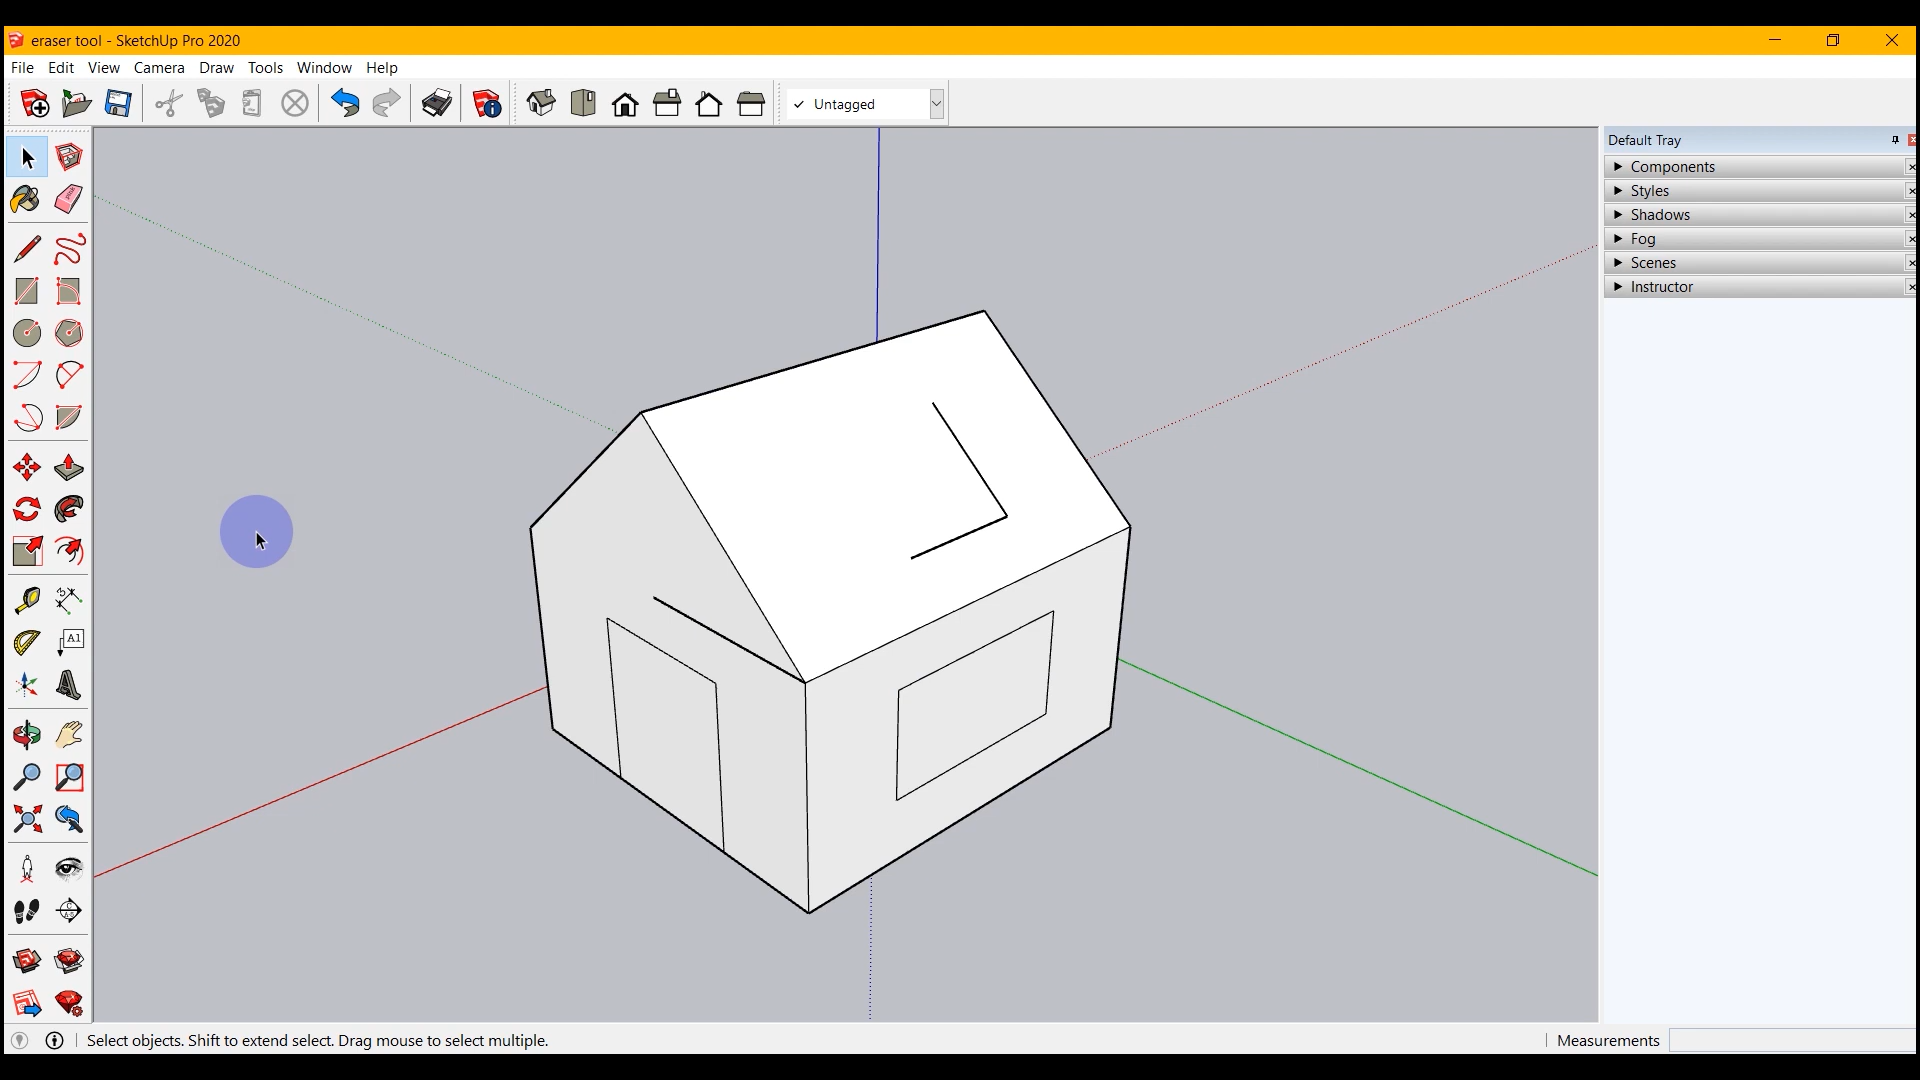 eraser tool - SketchUp Pro 2020
File Edit View Camera Draw Tools Window Help
Untagged
Default Tray
Components
Styles
Shadows
Fog
Scenes
Instructor
A1
Select objects. Shift to extend select. Drag mouse to select multiple.
Measurements